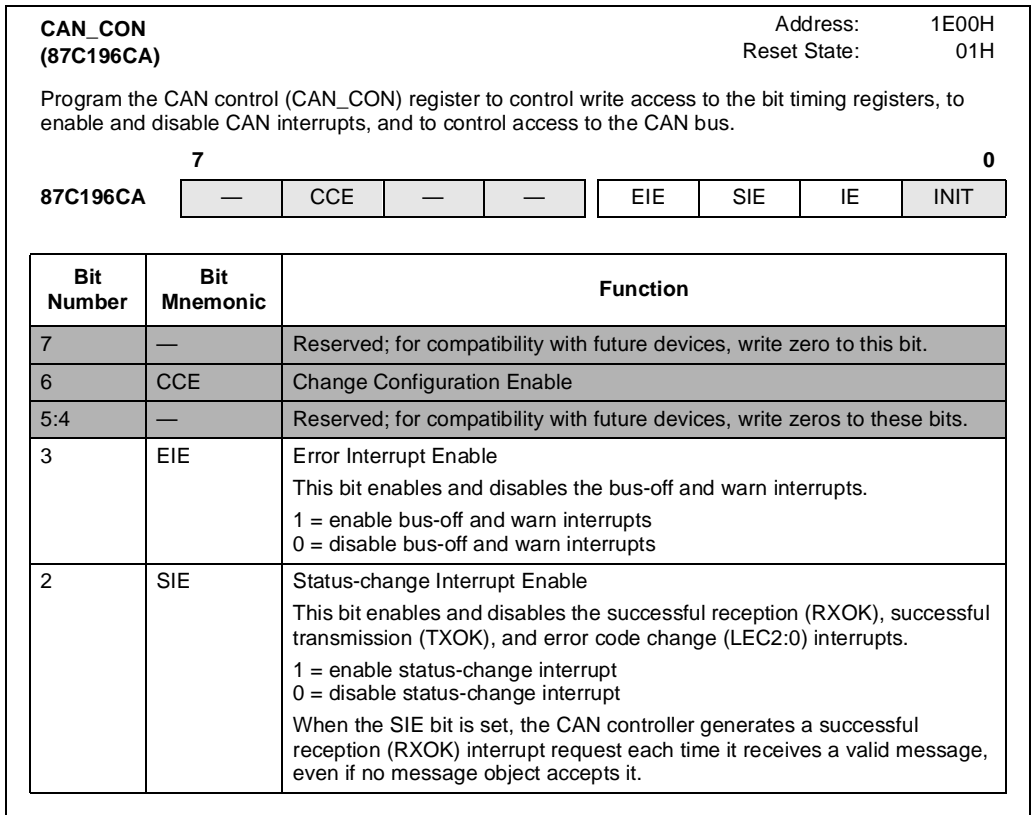 CAN_CON
(87C196CA)
Address: 1E00H
Reset State: 01H
Program the CAN control (CAN_CON) register to control write access to the bit timing registers, to
enable and disable CAN interrupts, and to control access to the CAN bus.
7 0
87C196CA — CCE — — EIE SIE IE INIT
Bit Number Bit Mnemonic Function
7 — Reserved; for compatibility with future devices, write zero to this bit.
6 CCE Change Configuration Enable
5:4 — Reserved; for compatibility with future devices, write zeros to these bits.
3 EIE Error Interrupt Enable
This bit enables and disables the bus-off and warn interrupts.
1 = enable bus-off and warn interrupts
0 = disable bus-off and warn interrupts
2 SIE Status-change Interrupt Enable
This bit enables and disables the successful reception (RXOK), successful
transmission (TXOK), and error code change (LEC2:0) interrupts.
1 = enable status-change interrupt
0 = disable status-change interrupt
When the SIE bit is set, the CAN controller generates a successful
reception (RXOK) interrupt request each time it receives a valid message,
even if no message object accepts it.